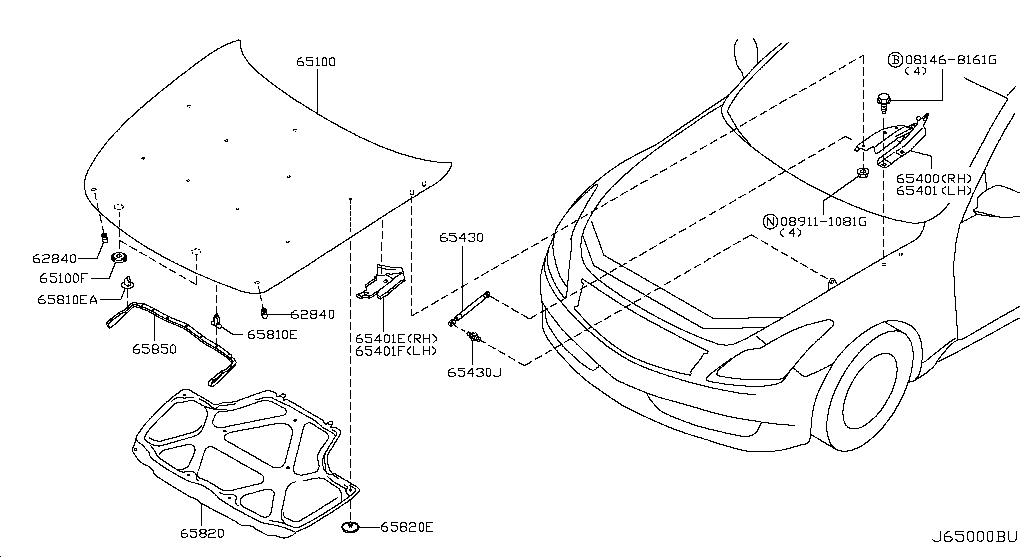 65100
B 08146-8161G
(4)
65400(RH)
65401(LH)
N 08911-1081G
(4)
65430
62840
65100F
65810EA
62840
65810E
65850
65401E(RH)
65401F(LH)
65430J
65820
65820E
J65000BU